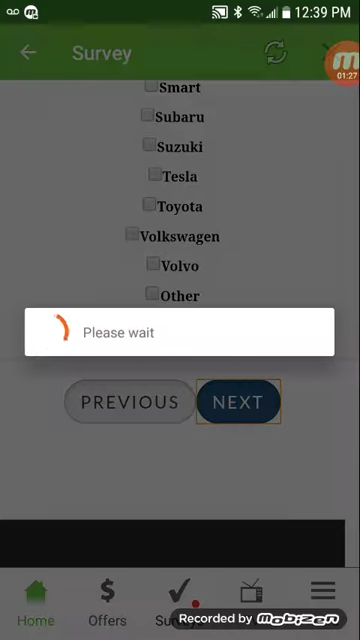 12:39 PM
Survey
01:27
Smart
Subaru
Suzuki
Tesla
Toyota
Volkswagen
Volvo
Other
Please wait
PREVIOUS
NEXT
Home
Offers
Recorded by mobizen